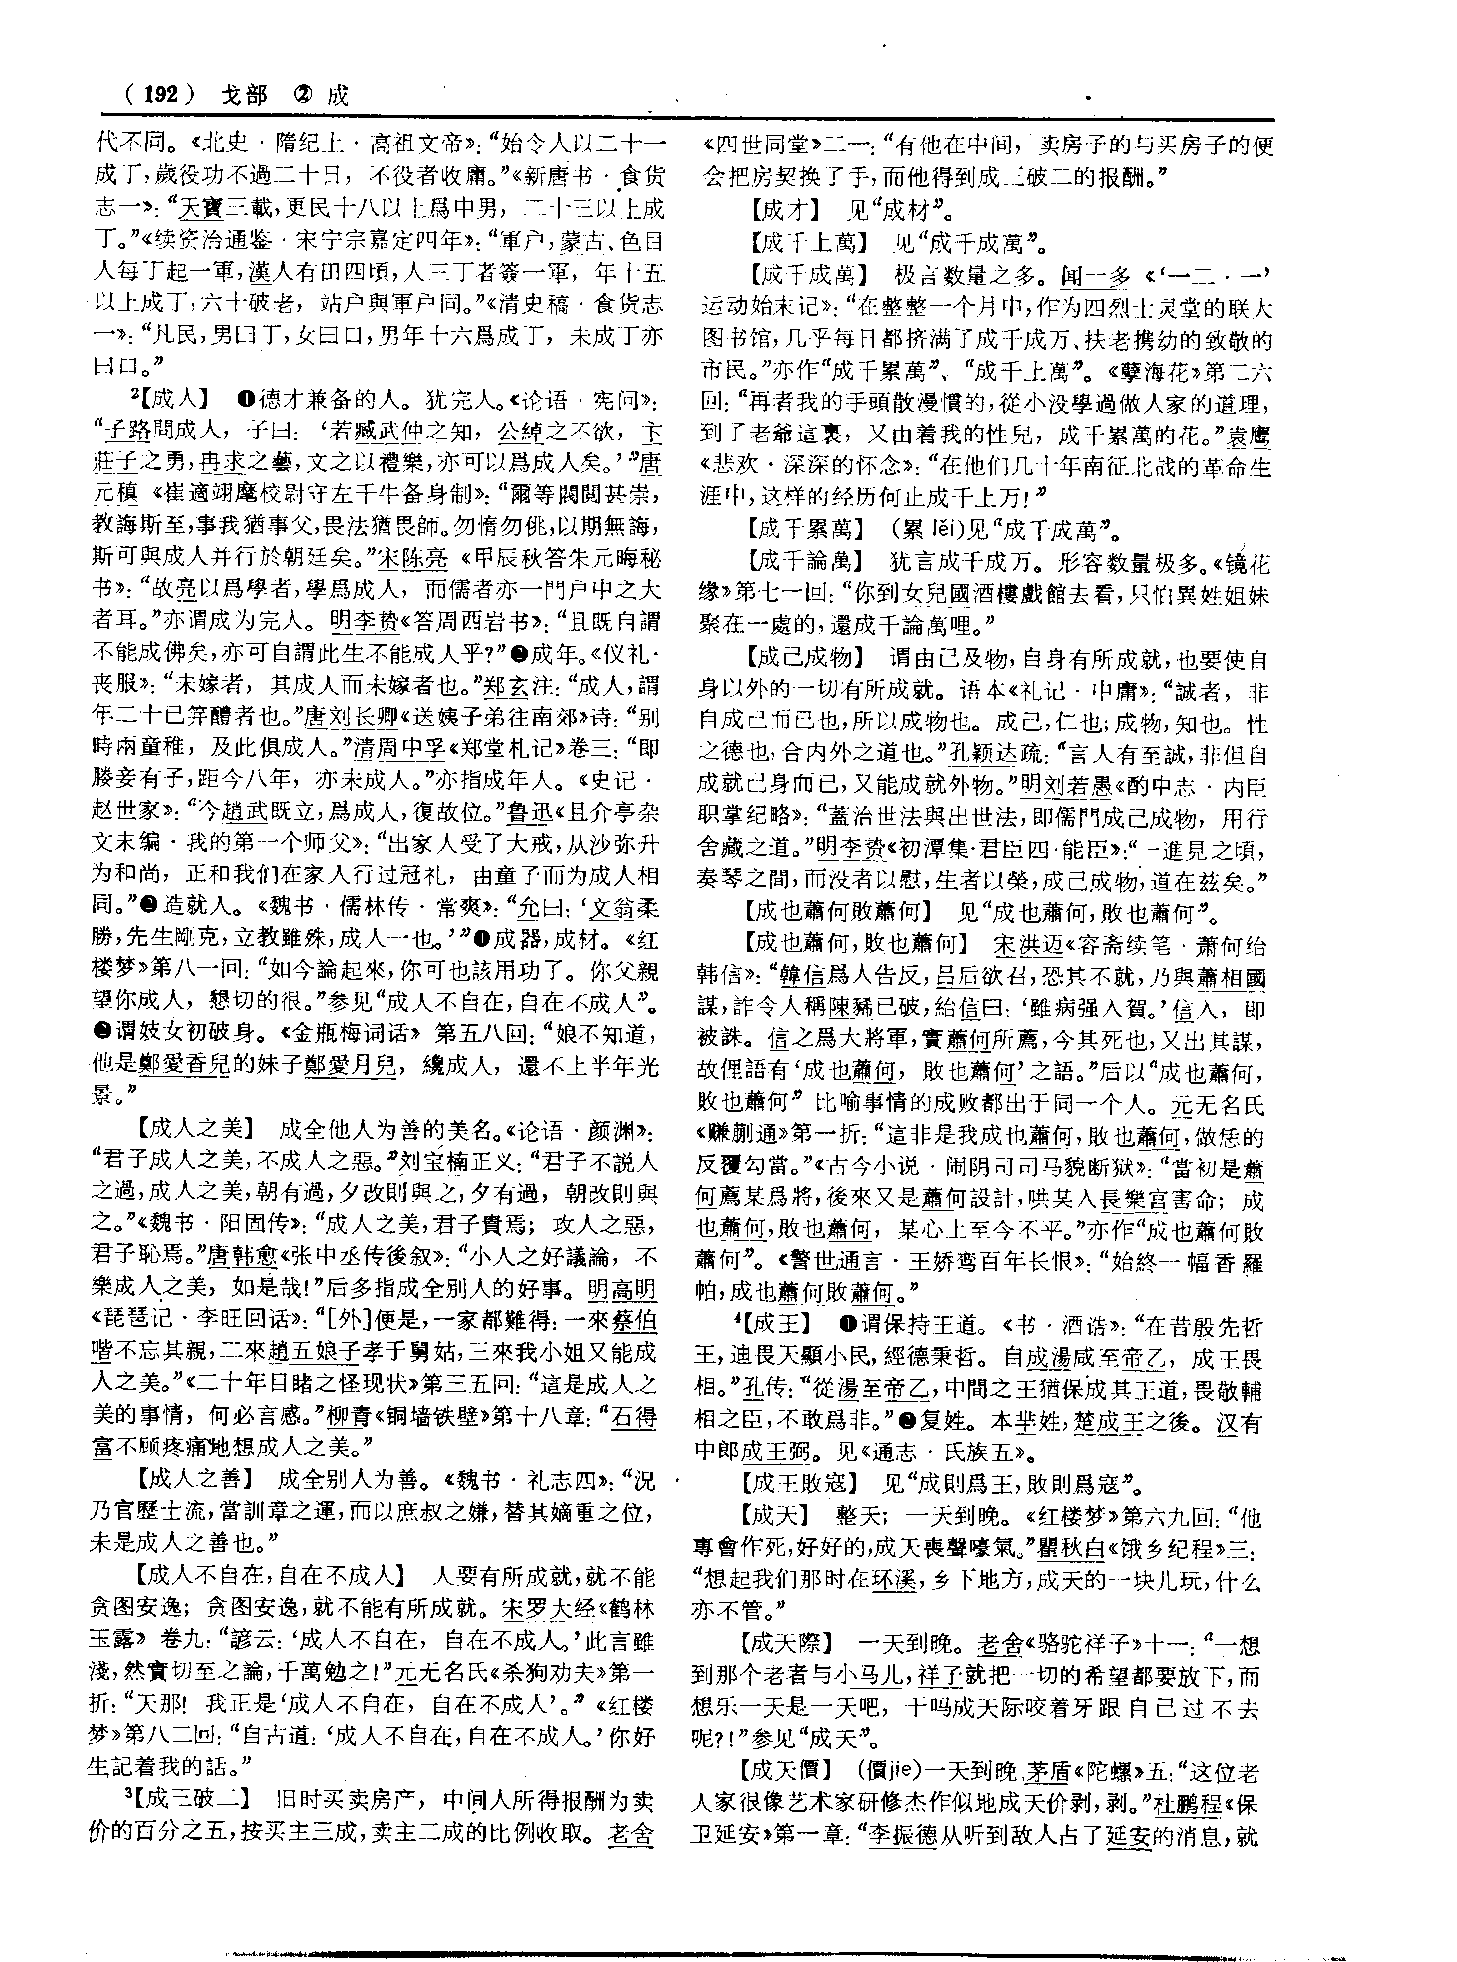 (192) 戈部 ② 成
代不同。《北史·隋纪上·高祖文帝》：“始令人以二十一
成丁，歲役功不過二十日，不役者收庸。”《新唐书·食货
志一》：“天寶三載，更民十八以上爲中男，二十三以上成
丁。”《续资治通鉴·宋宁宗嘉定四年》：“軍户，蒙古、色目
人每丁起一軍，漢人有田四頃，人三丁者簽一軍，年十五
以上成丁，六十破老，站户與軍户同。”《清史稿·食货志
一》：“凡民，男曰丁，女曰口，男年十六爲成丁，未成丁亦
曰口。”
²【成人】 ❶德才兼备的人。犹完人。《论语·宪问》：
“子路問成人，子曰：‘若臧武仲之知，公綽之不欲，卞
莊子之勇，冉求之藝，文之以禮樂，亦可以爲成人矣。’”唐
元稹《崔適翊麾校尉守左千牛备身制》：“爾等閥閲甚崇，
教誨斯至，事我猶事父，畏法猶畏師。勿惰勿佻，以期無誨，
斯可與成人并行於朝廷矣。”宋陈亮《甲辰秋答朱元晦秘
书》：“故亮以爲學者，學爲成人，而儒者亦一門户中之大
者耳。”亦谓成为完人。明李贽《答周西岩书》：“且既自謂
不能成佛矣，亦可自謂此生不能成人乎？”❷成年。《仪礼·
丧服》：“未嫁者，其成人而未嫁者也。”郑玄注：“成人，謂
年二十已笄醴者也。”唐刘长卿《送姨子弟往南郊》诗：“别
時兩童稚，及此俱成人。”清周中孚《郑堂札记》卷三：“即
媵妾有子，距今八年，亦未成人。”亦指成年人。《史记·
赵世家》：“今趙武既立，爲成人，復故位。”鲁迅《且介亭杂
文末编·我的第一个师父》：“出家人受了大戒，从沙弥升
为和尚，正和我们在家人行过冠礼，由童子而为成人相
同。”❸造就人。《魏书·儒林传·常爽》：“允曰：‘文翁柔
勝，先生剛克，立教雖殊，成人一也。’”❹成器，成材。《红
楼梦》第八一回：“如今論起來，你可也該用功了。你父親
望你成人，懇切的很。”参见“成人不自在，自在不成人”。
❺谓妓女初破身。《金瓶梅词话》第五八回：“娘不知道，
他是鄭愛香兒的妹子鄭愛月兒，纔成人，還不上半年光
景。”
【成人之美】 成全他人为善的美名。《论语·颜渊》：
“君子成人之美，不成人之惡。”刘宝楠正义：“君子不説人
之過，成人之美，朝有過，夕改則與之，夕有過，朝改則與
之。”《魏书·阳固传》：“成人之美，君子貴焉；攻人之惡，
君子恥焉。”唐韩愈《张中丞传後叙》：“小人之好議論，不
樂成人之美，如是哉！”后多指成全别人的好事。明高明
《琵琶记·李旺回话》：“［外］便是，一家都難得：一來蔡伯
喈不忘其親，二來趙五娘子孝于舅姑，三來我小姐又能成
人之美。”《二十年目睹之怪现状》第三五回：“這是成人之
美的事情，何必言感。”柳青《铜墙铁壁》第十八章：“石得
富不顾疼痛地想成人之美。”
【成人之善】 成全别人为善。《魏书·礼志四》：“況
乃官歷士流，當訓章之運，而以庶叔之嫌，替其嫡重之位，
未是成人之善也。”
【成人不自在，自在不成人】 人要有所成就，就不能
贪图安逸；贪图安逸，就不能有所成就。宋罗大经《鹤林
玉露》卷九：“諺云：‘成人不自在，自在不成人。’此言雖
淺，然實切至之論，千萬勉之！”元无名氏《杀狗劝夫》第一
折：“天那！我正是‘成人不自在，自在不成人’。”《红楼
梦》第八二回：“自古道：‘成人不自在，自在不成人。’你好
生記着我的話。”
³【成三破二】 旧时买卖房产，中间人所得报酬为卖
价的百分之五，按买主三成，卖主二成的比例收取。老舍
《四世同堂》二一：“有他在中间，卖房子的与买房子的便
会把房契换了手，而他得到成三破二的报酬。”
【成才】 见“成材”。
【成千上萬】 见“成千成萬”。
【成千成萬】 极言数量之多。闻一多《‘一二·一’
运动始末记》：“在整整一个月中，作为四烈士灵堂的联大
图书馆，几乎每日都挤满了成千成万、扶老携幼的致敬的
市民。”亦作“成千累萬”、“成千上萬”。《孽海花》第二六
回：“再者我的手頭散漫慣的，從小没學過做人家的道理，
到了老爺這裏，又由着我的性兒，成千累萬的花。”袁鹰
《悲欢·深深的怀念》：“在他们几十年南征北战的革命生
涯中，这样的经历何止成千上万！”
【成千累萬】 (累 lěi)见“成千成萬”。
【成千論萬】 犹言成千成万。形容数量极多。《镜花
缘》第七一回：“你到女兒國酒樓戲館去看，只怕異姓姐妹
聚在一處的，還成千論萬哩。”
【成己成物】 谓由己及物，自身有所成就，也要使自
身以外的一切有所成就。语本《礼记·中庸》：“誠者，非
自成己而已也，所以成物也。成己，仁也；成物，知也。性
之德也，合内外之道也。”孔颖达疏：“言人有至誠，非但自
成就己身而已，又能成就外物。”明刘若愚《酌中志·内臣
职掌纪略》：“蓋治世法與出世法，即儒門成己成物，用行
舍藏之道。”明李贽《初潭集·君臣四·能臣》：“一進見之頃，
奏琴之間，而没者以慰，生者以榮，成己成物，道在兹矣。”
【成也蕭何敗蕭何】 见“成也蕭何，敗也蕭何”。
【成也蕭何，敗也蕭何】 宋洪迈《容斋续笔·萧何绐
韩信》：“韓信爲人告反，吕后欲召，恐其不就，乃與蕭相國
謀，詐令人稱陳豨已破，紿信曰：‘雖病强入賀。’信入，即
被誅。信之爲大將軍，實蕭何所薦，今其死也，又出其謀，
故俚語有‘成也蕭何，敗也蕭何’之語。”后以“成也蕭何，
敗也蕭何”比喻事情的成败都出于同一个人。元无名氏
《赚蒯通》第一折：“這非是我成也蕭何，敗也蕭何，做恁的
反覆勾當。”《古今小说·闹阴司司马貌断狱》：“當初是蕭
何薦某爲將，後來又是蕭何設計，哄某入長樂宫害命；成
也蕭何，敗也蕭何，某心上至今不平。”亦作“成也蕭何敗
蕭何”。《警世通言·王娇鸾百年长恨》：“始終一幅香羅
帕，成也蕭何敗蕭何。”
⁴【成王】 ❶谓保持王道。《书·酒诰》：“在昔殷先哲
王，迪畏天顯小民，經德秉哲。自成湯咸至帝乙，成王畏
相。”孔传：“從湯至帝乙，中間之王猶保成其王道，畏敬輔
相之臣，不敢爲非。”❷复姓。本芈姓，楚成王之後。汉有
中郎成王弼。见《通志·氏族五》。
【成王敗寇】 见“成則爲王，敗則爲寇”。
【成天】 整天；一天到晚。《红楼梦》第六九回：“他
專會作死，好好的，成天喪聲嚎氣。”瞿秋白《饿乡纪程》三：
“想起我们那时在环溪，乡下地方，成天的一块儿玩，什么
亦不管。”
【成天際】 一天到晚。老舍《骆驼祥子》十一：“一想
到那个老者与小马儿，祥子就把一切的希望都要放下，而
想乐一天是一天吧，干吗成天际咬着牙跟自己过不去
呢？！”参见“成天”。
【成天價】 (價jie)一天到晚。茅盾《陀螺》五：“这位老
人家很像艺术家研修杰作似地成天价剥，剥。”杜鹏程《保
卫延安》第一章：“李振德从听到敌人占了延安的消息，就